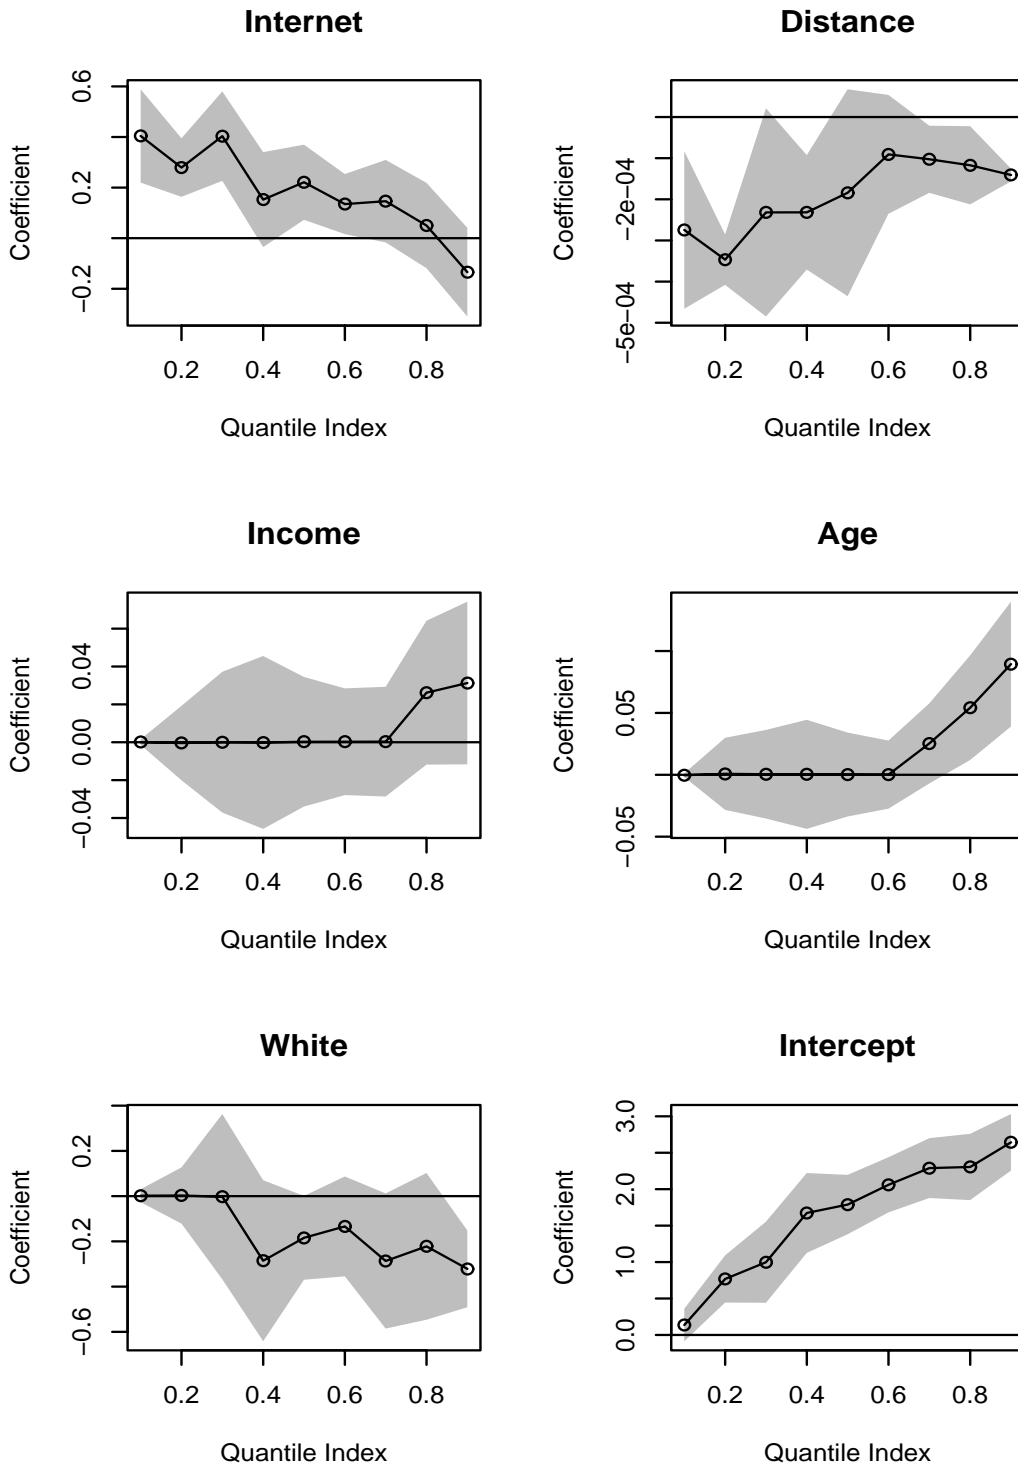 Internet
Coefficient
0.6
0.2
−0.2
0.2 0.4 0.6 0.8
Quantile Index
Distance
Coefficient
−2e−04
−5e−04
0.2 0.4 0.6 0.8
Quantile Index
Income
Coefficient
0.04
0.00
−0.04
0.2 0.4 0.6 0.8
Quantile Index
Age
Coefficient
0.05
−0.05
0.2 0.4 0.6 0.8
Quantile Index
White
Coefficient
0.2
−0.2
−0.6
0.2 0.4 0.6 0.8
Quantile Index
Intercept
Coefficient
3.0
2.0
1.0
0.0
0.2 0.4 0.6 0.8
Quantile Index